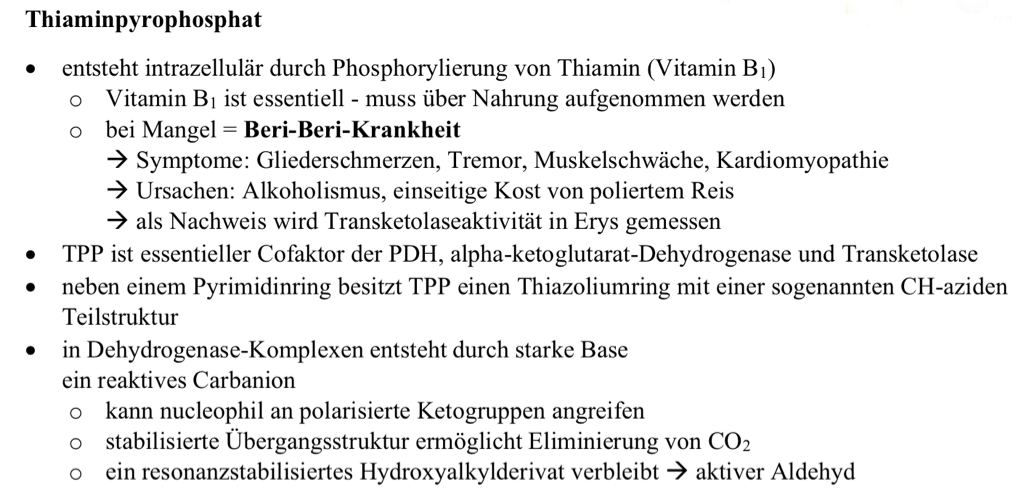 Thiaminpyrophosphat
• entsteht intrazellulär durch Phosphorylierung von Thiamin (Vitamin B₁)
o Vitamin B₁ ist essentiell - muss über Nahrung aufgenommen werden
o bei Mangel = Beri-Beri-Krankheit
→ Symptome: Gliederschmerzen, Tremor, Muskelschwäche, Kardiomyopathie
→ Ursachen: Alkoholismus, einseitige Kost von poliertem Reis
→ als Nachweis wird Transketolaseaktivität in Erys gemessen
• TPP ist essentieller Cofaktor der PDH, alpha-ketoglutarat-Dehydrogenase und Transketolase
• neben einem Pyrimidinring besitzt TPP einen Thiazoliumring mit einer sogenannten CH-aziden
Teilstruktur
• in Dehydrogenase-Komplexen entsteht durch starke Base
ein reaktives Carbanion
o kann nucleophil an polarisierte Ketogruppen angreifen
o stabilisierte Übergangsstruktur ermöglicht Eliminierung von CO₂
o ein resonanzstabilisiertes Hydroxyalkylderivat verbleibt → aktiver Aldehyd